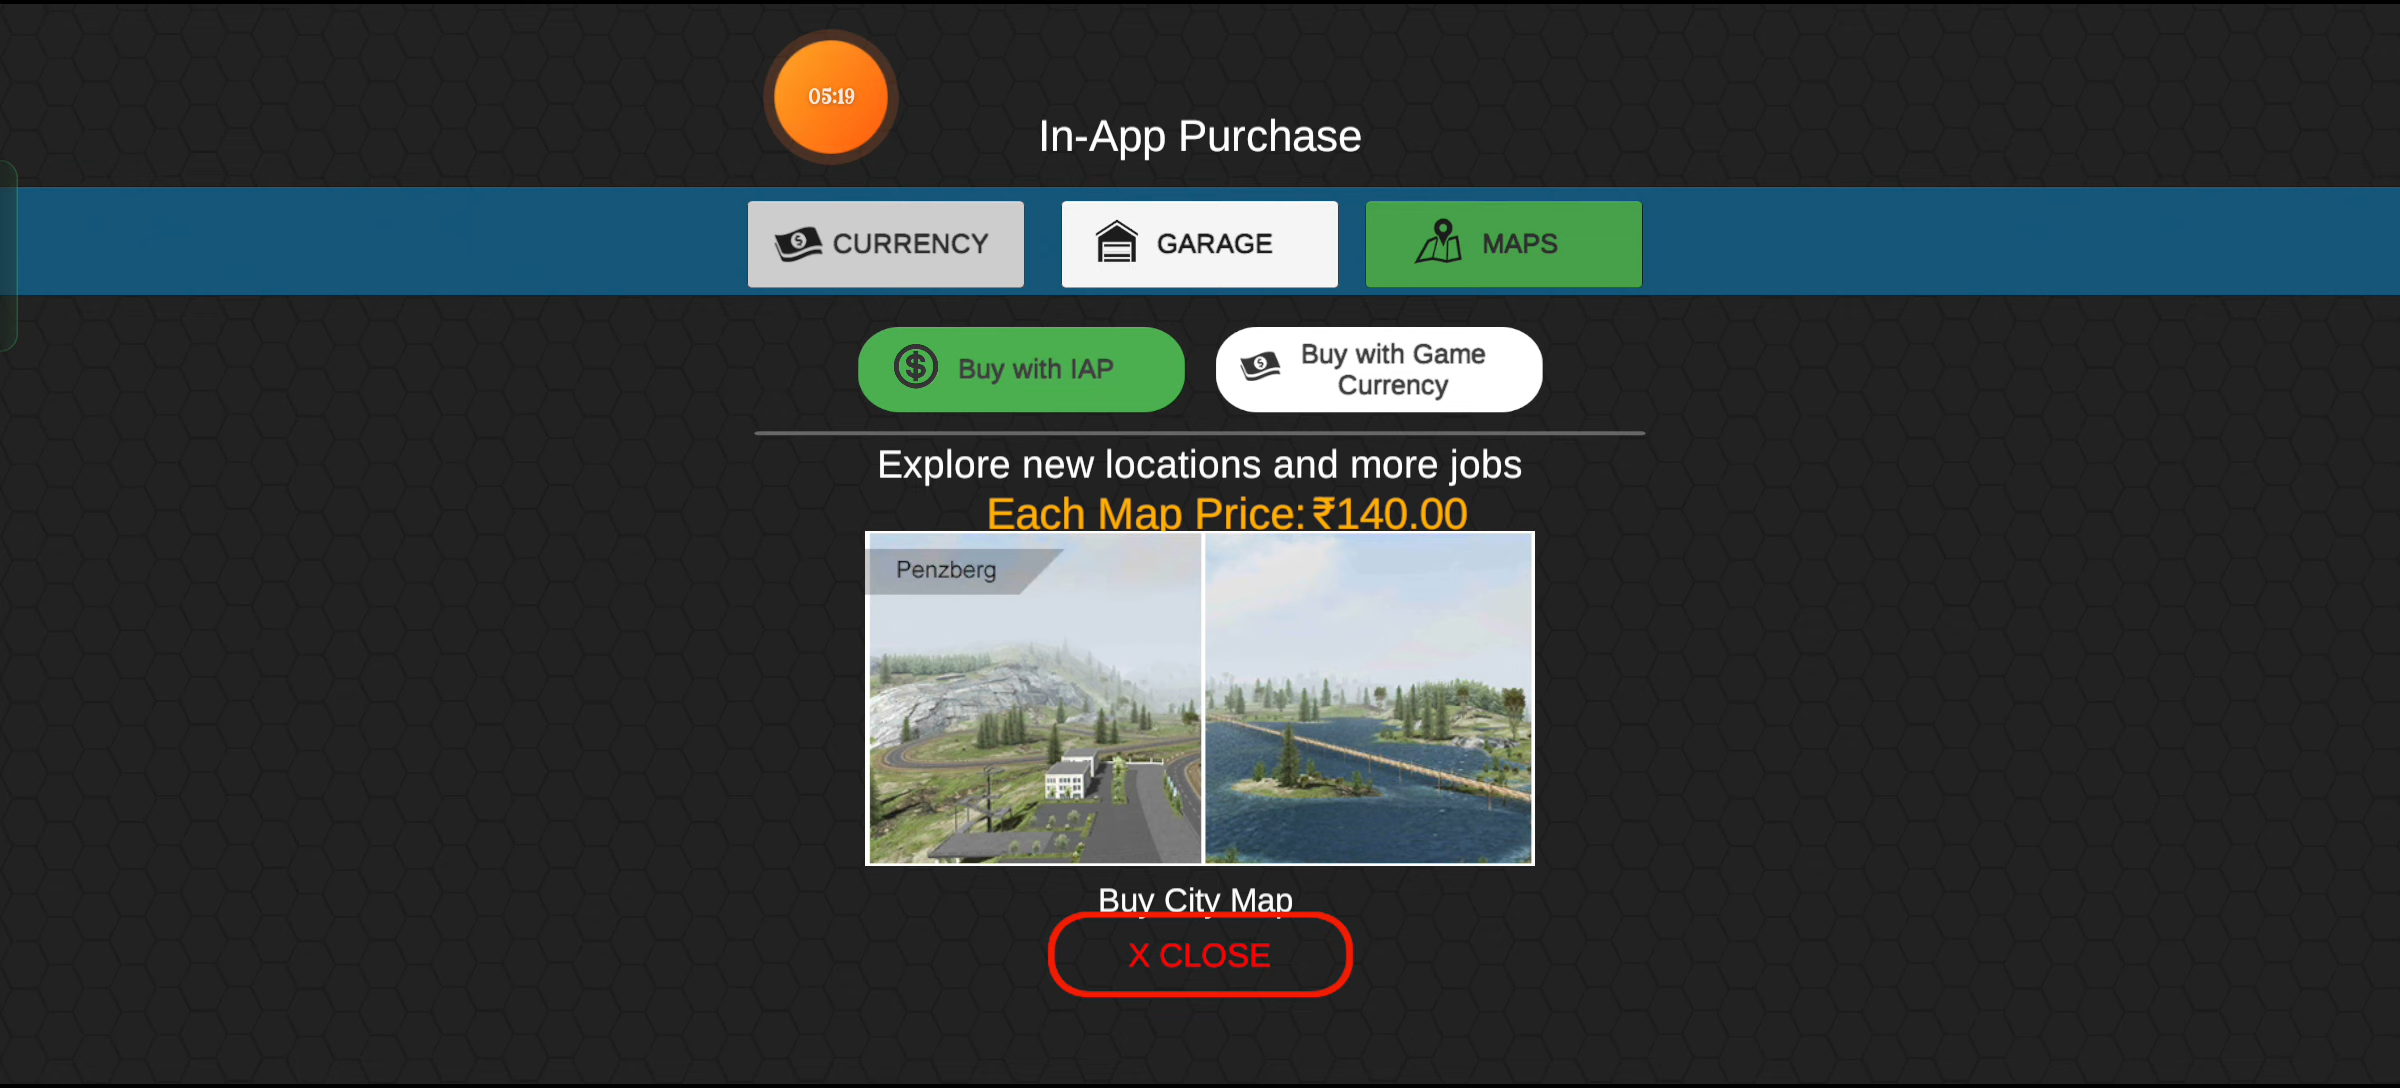 05:19
In-App Purchase
CURRENCY
GARAGE
MAPS
Buy with IAP
Buy with Game
Currency
Explore new locations and more jobs
Each Map Price: ₹140.00
Penzberg
Buy City Map
X CLOSE